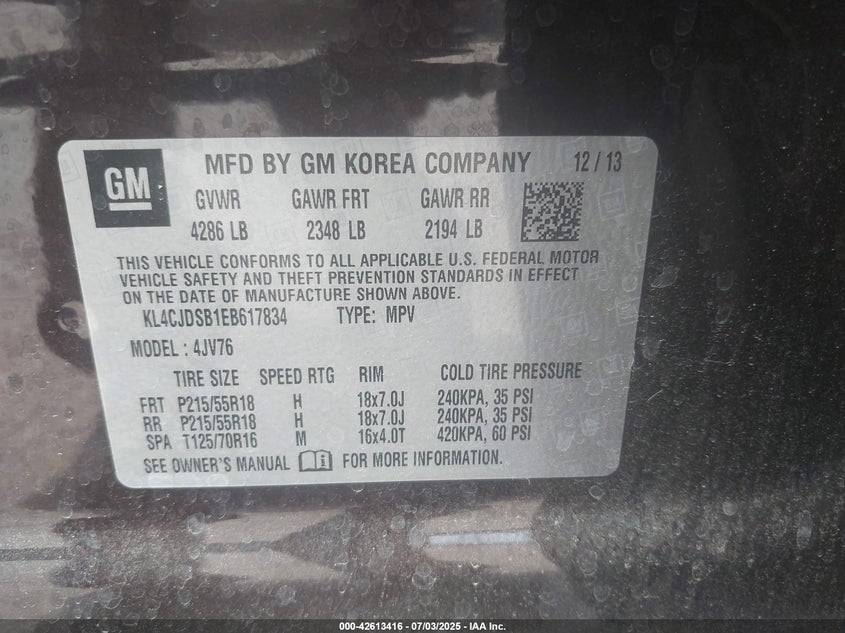 GM MFD BY GM KOREA COMPANY 12 / 13
GVWR GAWR FRT GAWR RR
4286 LB 2348 LB 2194 LB
THIS VEHICLE CONFORMS TO ALL APPLICABLE U.S. FEDERAL MOTOR
VEHICLE SAFETY AND THEFT PREVENTION STANDARDS IN EFFECT
ON THE DATE OF MANUFACTURE SHOWN ABOVE.
KL4CJDSB1EB617834 TYPE: MPV
MODEL : 4JV76
TIRE SIZE SPEED RTG RIM COLD TIRE PRESSURE
FRT P215/55R18 H 18x7.0J 240KPA, 35 PSI
RR P215/55R18 H 18x7.0J 240KPA, 35 PSI
SPA T125/70R16 M 16x4.0T 420KPA, 60 PSI
SEE OWNER'S MANUAL FOR MORE INFORMATION.
000-42613416 - 07/03/2025 - IAA Inc.